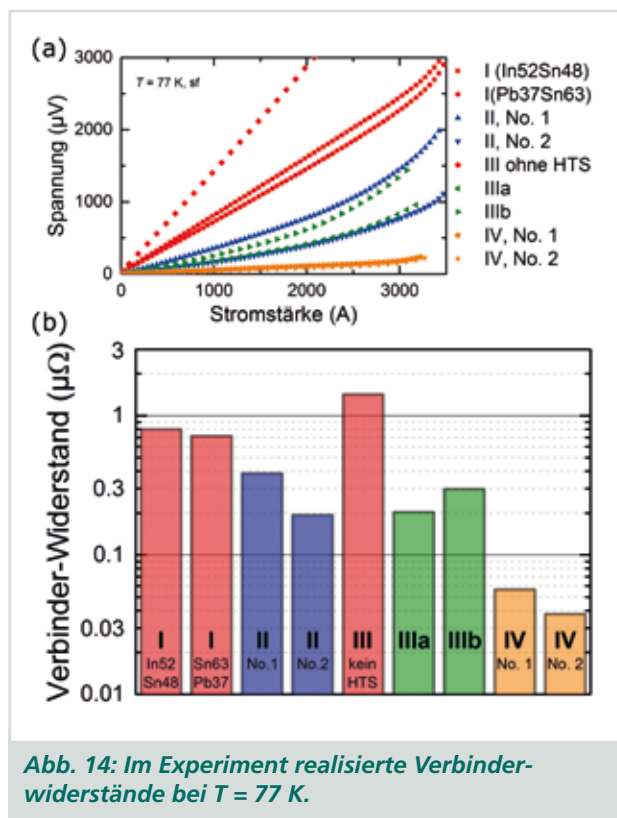 (a)
3000
2000
1000
0
Spannung (µV)
T = 77 K, sf
0
1000
2000
3000
Stromstärke (A)
I (In52Sn48)
I(Pb37Sn63)
II, No. 1
II, No. 2
III ohne HTS
IIIa
IIIb
IV, No. 1
IV, No. 2
(b)
Verbinder-Widerstand (µΩ)
3
1
0.3
0.1
0.03
0.01
I
In52
Sn48
I
Sn63
Pb37
II
No.1
II
No.2
III
kein
HTS
IIIa
IIIb
IV
No. 1
IV
No. 2
Abb. 14: Im Experiment realisierte Verbinder-
widerstände bei T = 77 K.